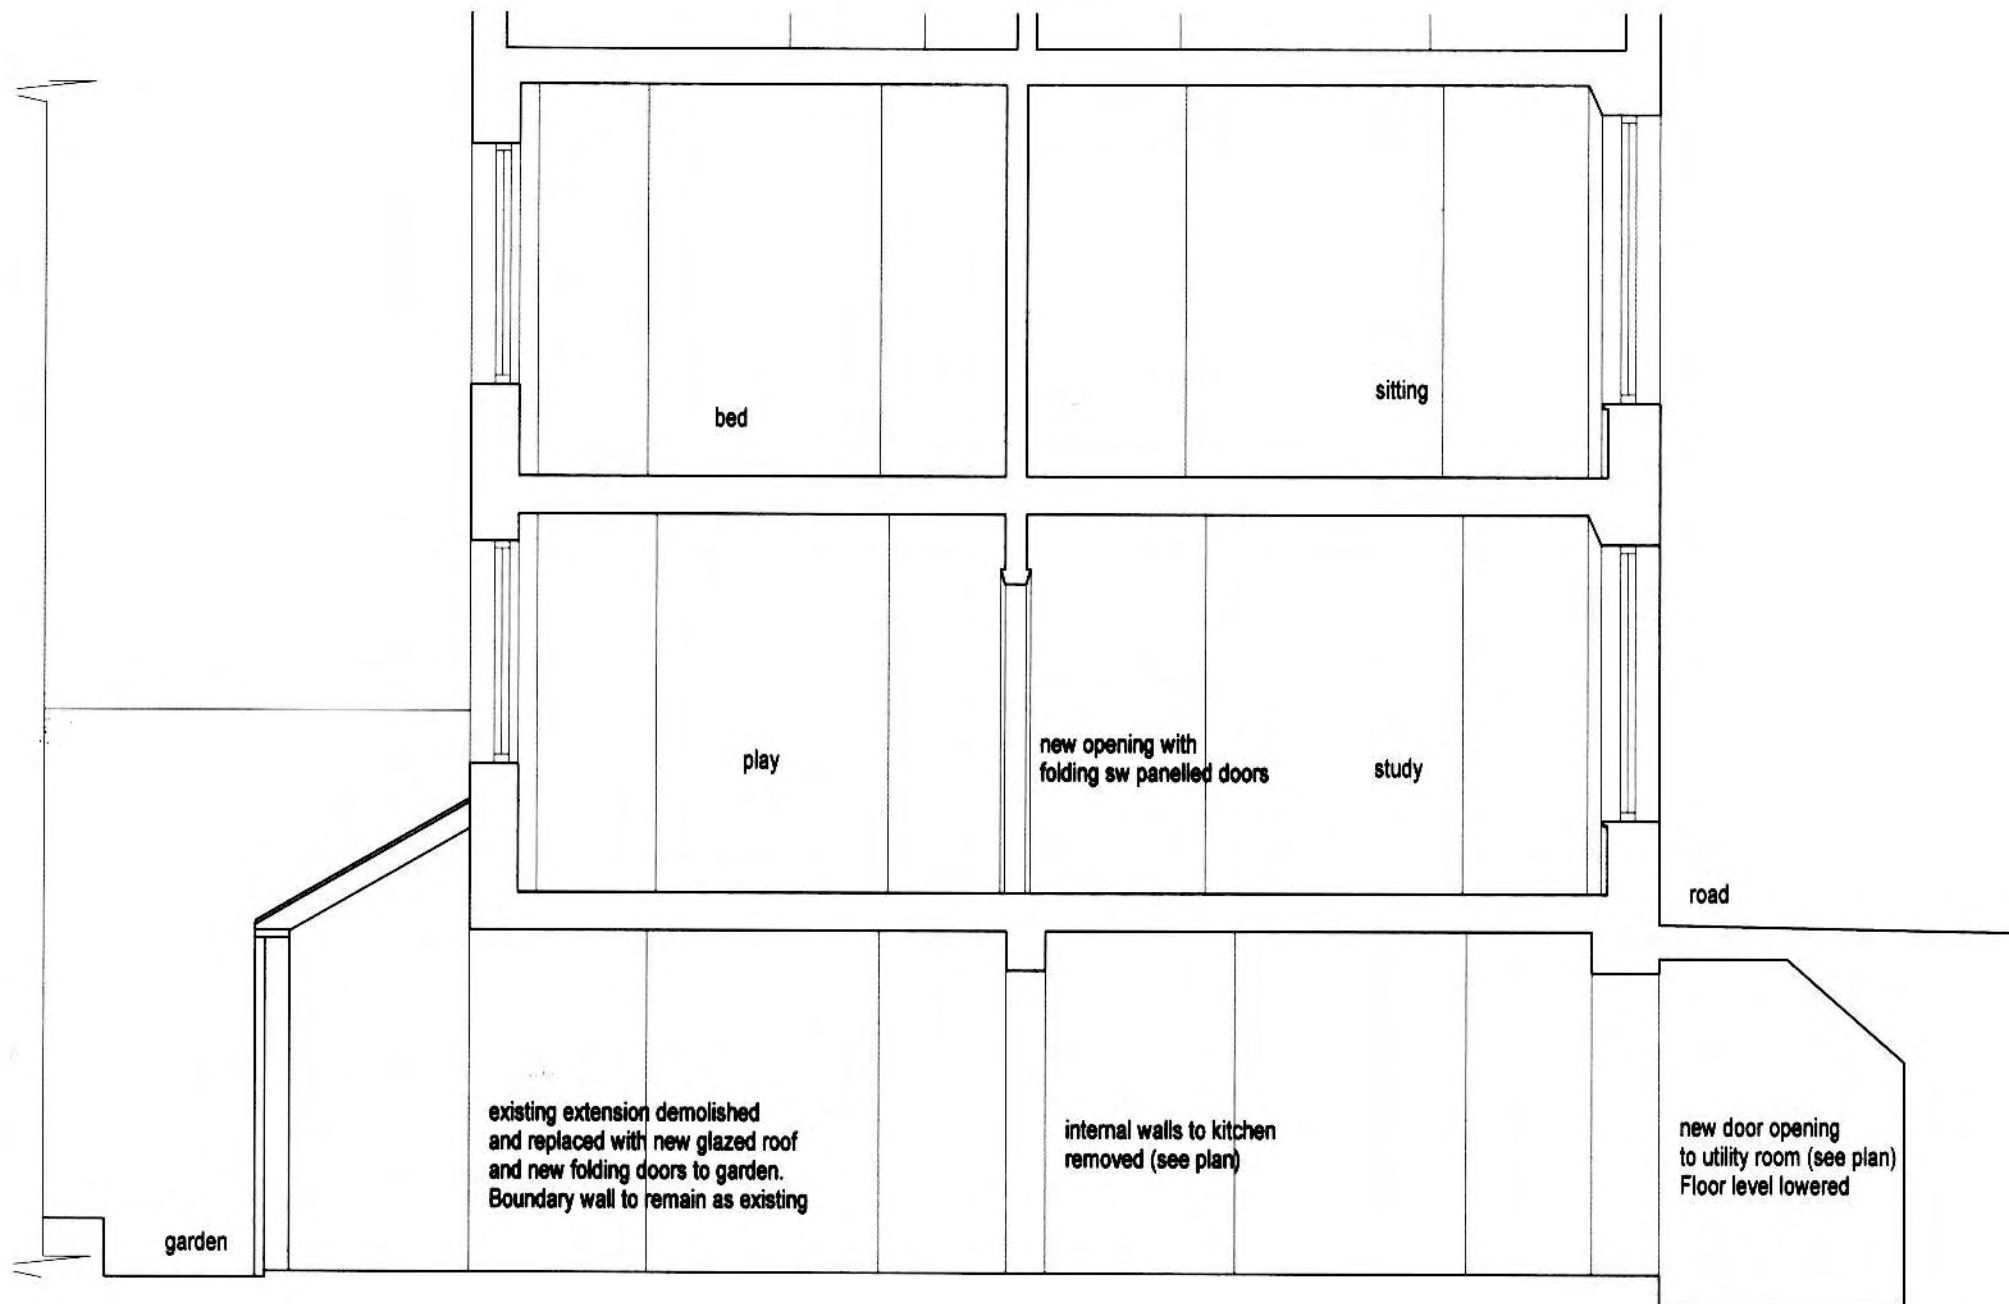 bed
sitting
play
new opening with
folding sw panelled doors
study
road
existing extension demolished
and replaced with new glazed roof
and new folding doors to garden.
Boundary wall to remain as existing
internal walls to kitchen
removed (see plan)
new door opening
to utility room (see plan)
Floor level lowered
garden